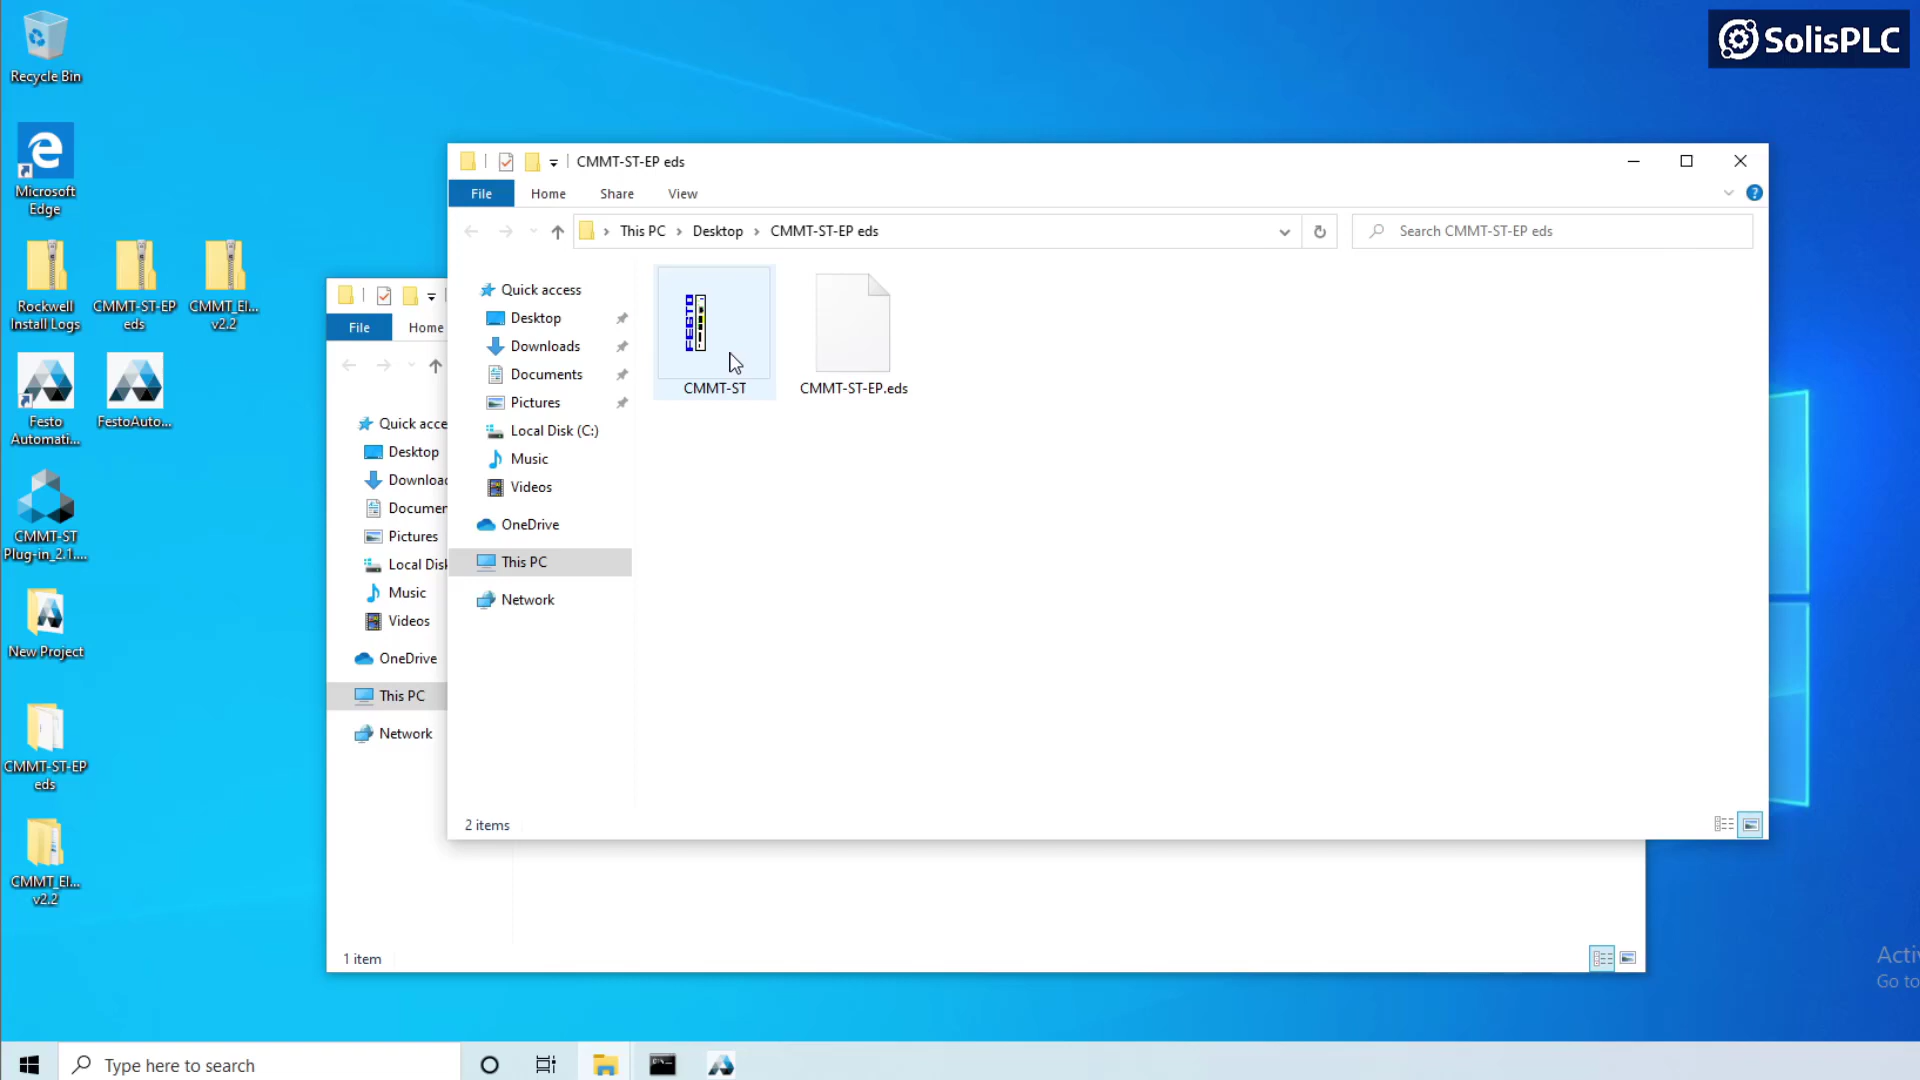 SolisPLC
Recycle Bin
Microsoft
Edge
Rockwell
Install Logs
CMMT-ST-EP
eds
CMMT_El...
v2.2
Festo
Automati...
FestoAuto...
CMMT-ST
Plug-in_2.1....
New Project
CMMT-ST-EP
eds
CMMT_El...
v2.2
CMMT-ST-EP eds
File
Home
Share
View
This PC
Desktop
CMMT-ST-EP eds
Search CMMT-ST-EP eds
Quick access
Desktop
Downloads
Documents
Pictures
Local Disk (C:)
Music
Videos
OneDrive
This PC
Network
FESTO
CMMT-ST
CMMT-ST-EP.eds
2 items
File
Home
Quick acce
Desktop
Downloa
Documen
Pictures
Local Disk
Music
Videos
OneDrive
This PC
Network
1 item
Activ
Go to
Type here to search